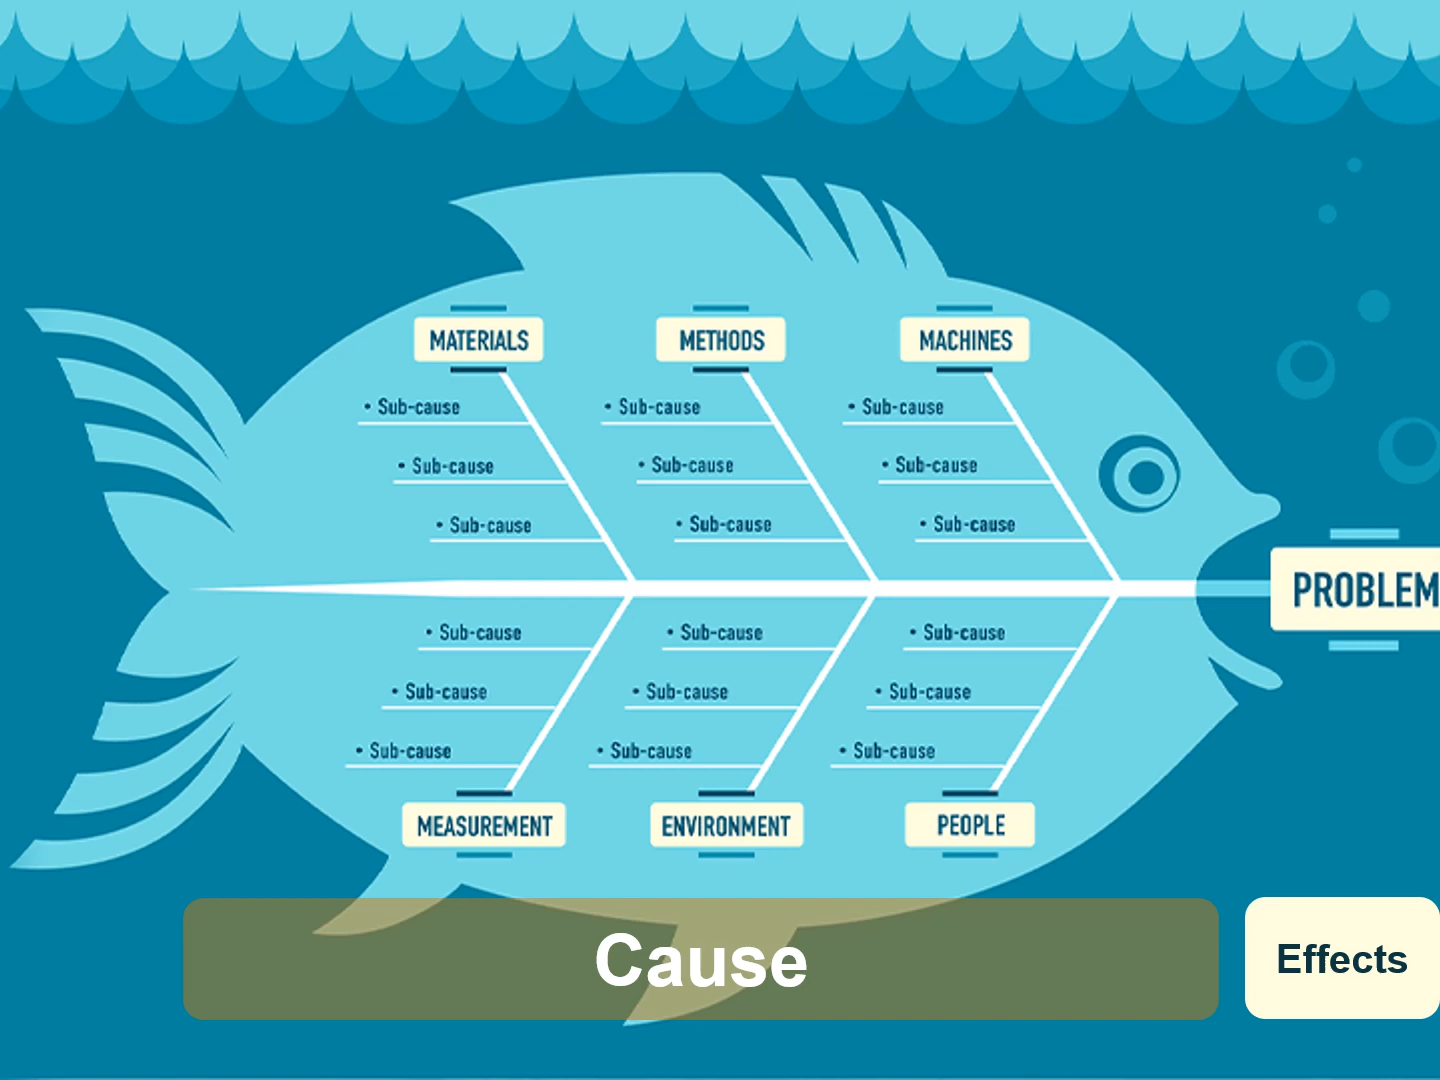 MATERIALS
METHODS
MACHINES
• Sub-cause
• Sub-cause
• Sub-cause
• Sub-cause
• Sub-cause
• Sub-cause
• Sub-cause
• Sub-cause
• Sub-cause
PROBLEM
• Sub-cause
• Sub-cause
• Sub-cause
• Sub-cause
• Sub-cause
• Sub-cause
• Sub-cause
• Sub-cause
• Sub-cause
MEASUREMENT
ENVIRONMENT
PEOPLE
Cause
Effects